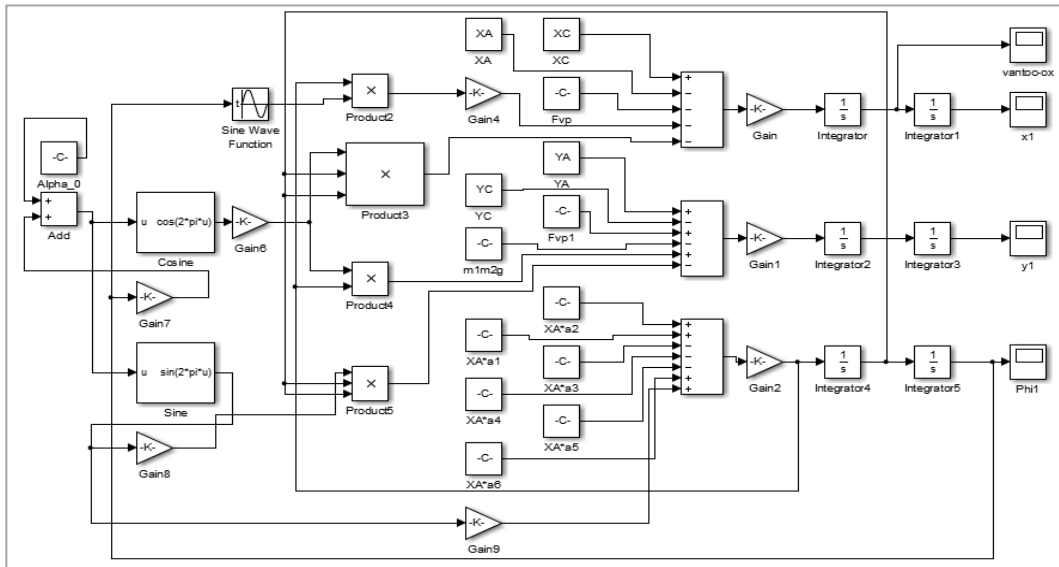 XA
XA
XC
XC
vantoo-ox
×
Product2
-K-
Gain4
-C-
Fvp
-K-
Gain
1
s
Integrator
1
s
Integrator1
x1
t
Sine Wave
Function
-C-
Alpha_0
×
Product3
YA
YA
YC
YC
-C-
Fvp1
-C-
m1m2g
-K-
Gain1
1
s
Integrator2
1
s
Integrator3
y1
+
+
Add
u cos(2*pi*u)
Cosine
-K-
Gain6
-K-
Gain7
×
Product4
u sin(2*pi*u)
Sine
-K-
Gain8
×
Product5
-C-
XA*a2
-C-
XA*a1
-C-
XA*a3
-C-
XA*a4
-C-
XA*a5
-C-
XA*a6
+
−
−
−
−
+
−
+
−
+
−
+
+
−
−
−
+
+
-K-
Gain2
1
s
Integrator4
1
s
Integrator5
Phi1
-K-
Gain9